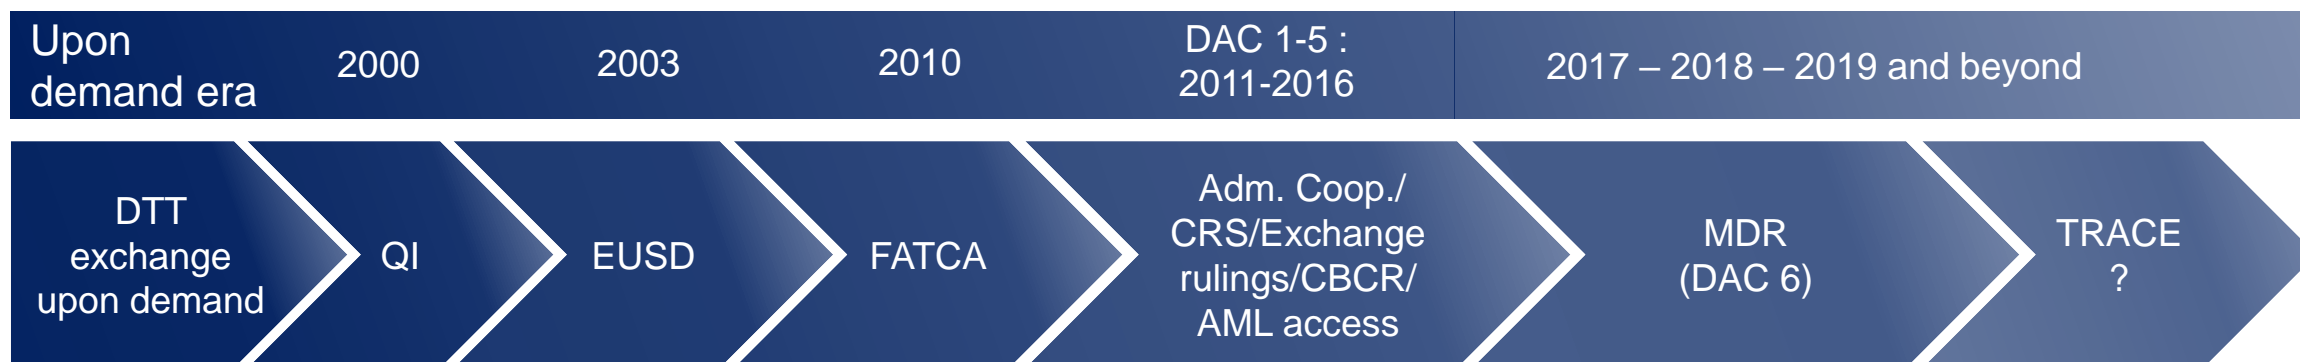 Upon
demand era
2000
2003
2010
DAC 1-5 :
2011-2016
2017 – 2018 – 2019 and beyond
DTT
exchange
upon demand
QI
EUSD
FATCA
Adm. Coop./
CRS/Exchange
rulings/CBCR/
AML access
MDR
(DAC 6)
TRACE
?